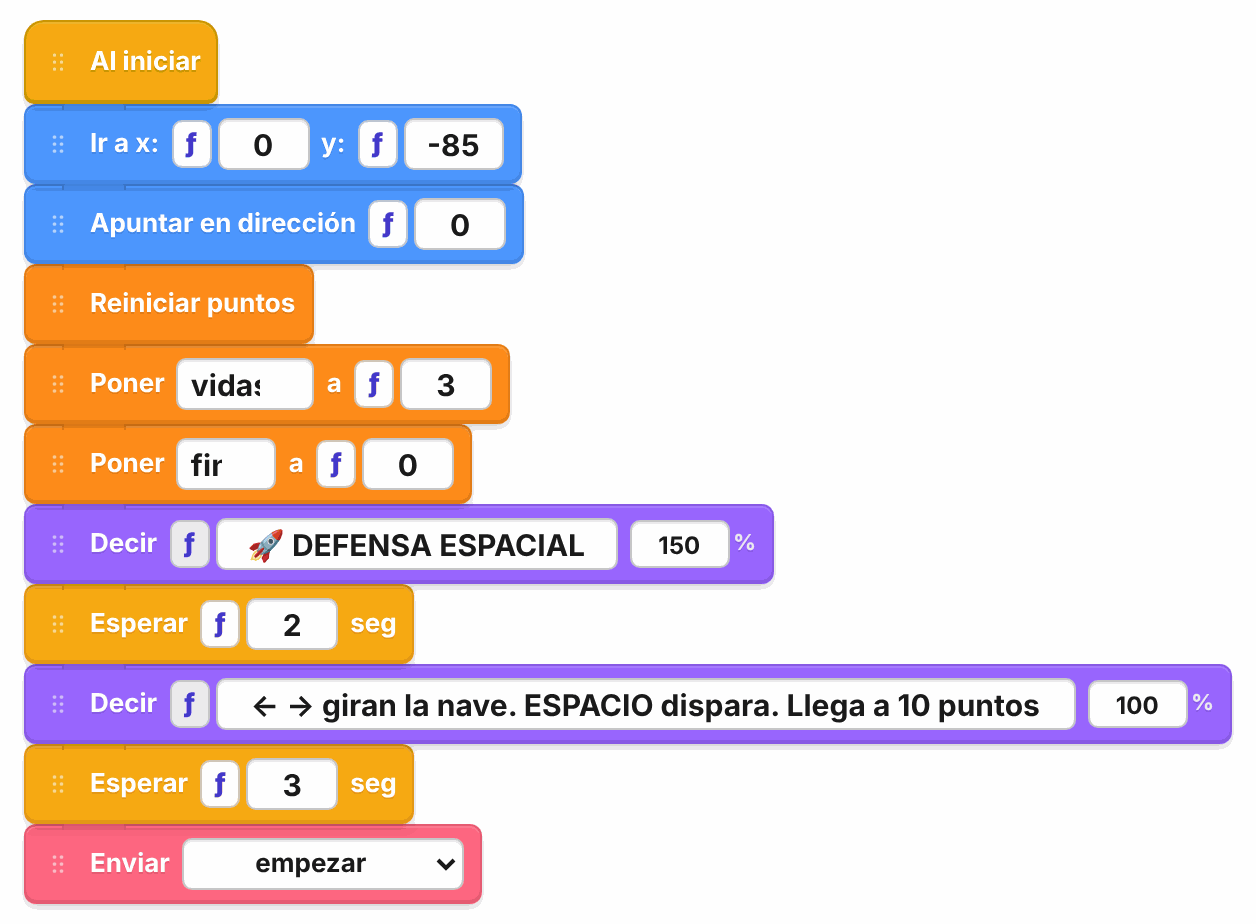 Al iniciar
Ir a x: ƒ 0 y: ƒ -85
Apuntar en dirección ƒ 0
Reiniciar puntos
Poner vidas a ƒ 3
Poner fin a ƒ 0
Decir ƒ 🚀 DEFENSA ESPACIAL 150 %
Esperar ƒ 2 seg
Decir ƒ ← → giran la nave. ESPACIO dispara. Llega a 10 puntos 100 %
Esperar ƒ 3 seg
Enviar empezar